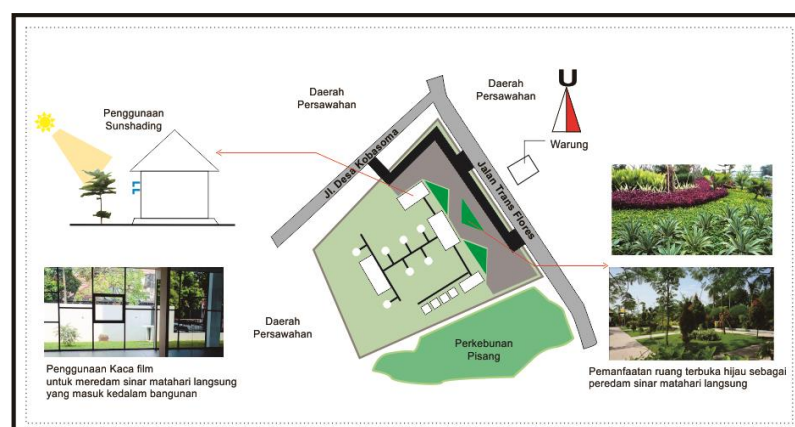 Daerah
Persawahan
Daerah
Persawahan
U
Penggunaan
Sunshading
Warung
Jl. Desa Kobasoma
Jalan Trans Flores
Daerah
Persawahan
Perkebunan
Pisang
Penggunaan Kaca film
untuk meredam sinar matahari langsung
yang masuk kedalam bangunan
Pemanfaatan ruang terbuka hijau sebagai
peredam sinar matahari langsung